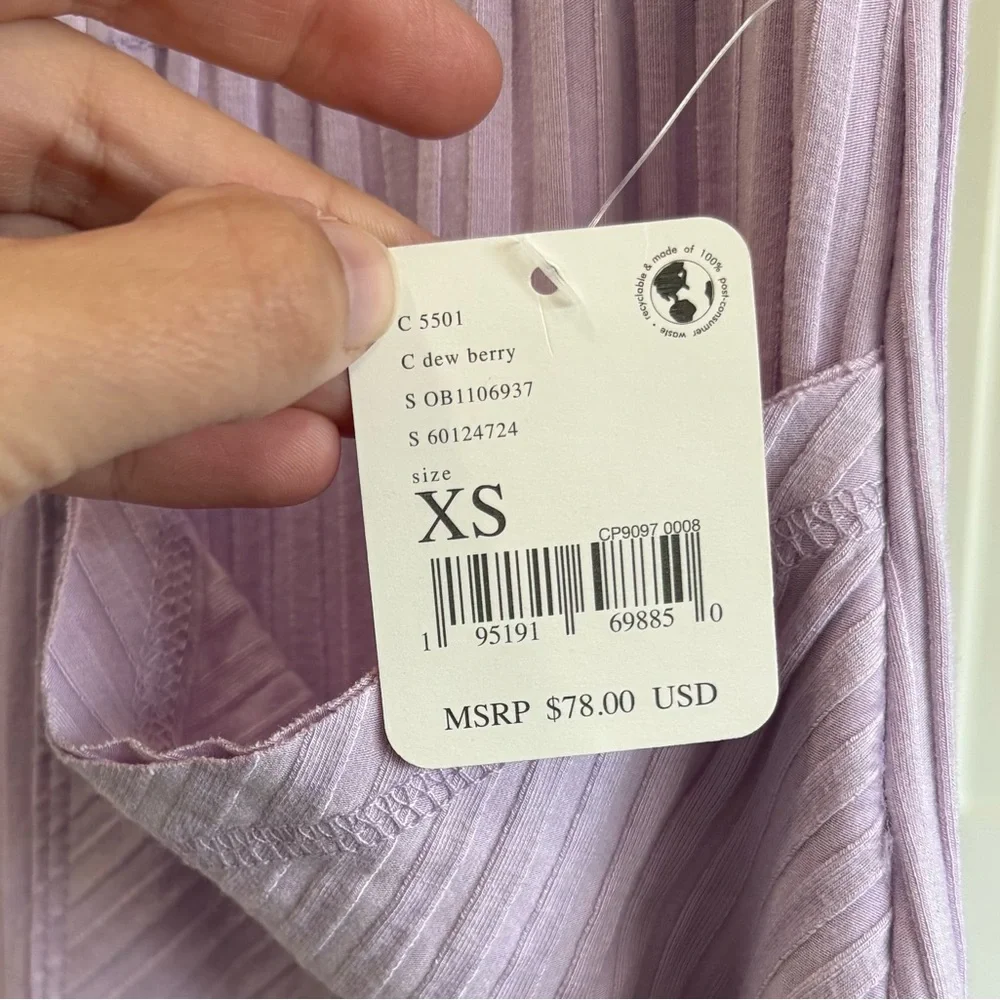 recyclable & made of 100% post-consumer waste •
C 5501
C dew berry
S OB1106937
S 60124724
size
XS
CP9097 0008
1 95191 69885 0
MSRP $78.00 USD